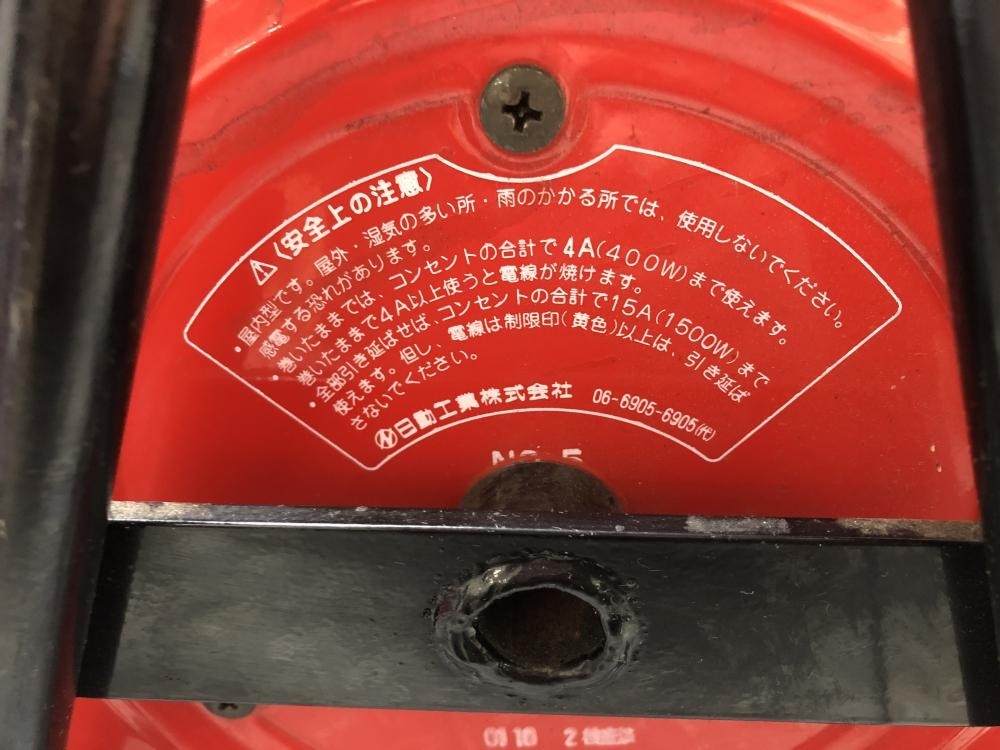 ⚠〈安全上の注意〉
・屋内型です。屋外・湿気の多い所・雨のかかる所では、使用しないでください。
感電する恐れがあります。
・巻いたままでは、コンセントの合計で4A(400W)まで使えます。
巻いたままで4A以上使うと電線が焼けます。
・全部引き延ばせば、コンセントの合計で15A(1500W)まで
使えます。但し、電線は制限印(黄色)以上は、引き延ば
さないでください。
日動工業株式会社 06-6905-6905(代)
NO 5
01 10 2